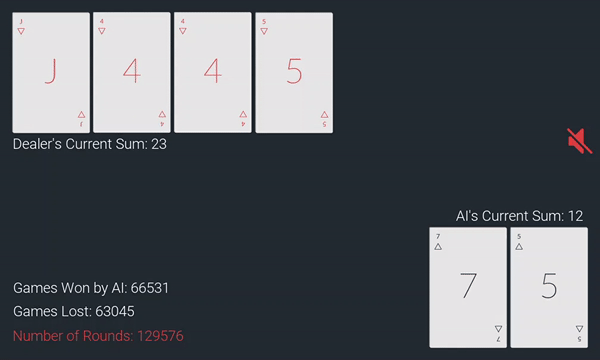 J 4 4 5
J 4 4 5
J 4 4 5
Dealer's Current Sum: 23
AI's Current Sum: 12
7 5
7 5
7 5
Games Won by AI: 66531
Games Lost: 63045
Number of Rounds: 129576